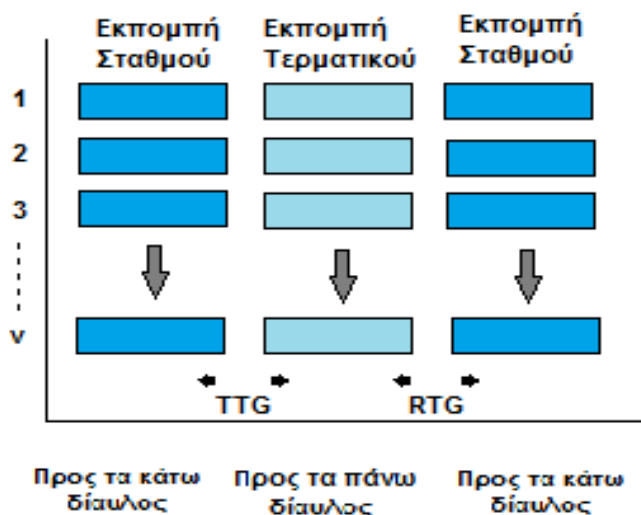 Εκπομπή Σταθμού
Εκπομπή Τερματικού
Εκπομπή Σταθμού
1
2
3
ν
TTG
RTG
Προς τα κάτω δίαυλος
Προς τα πάνω δίαυλος
Προς τα κάτω δίαυλος